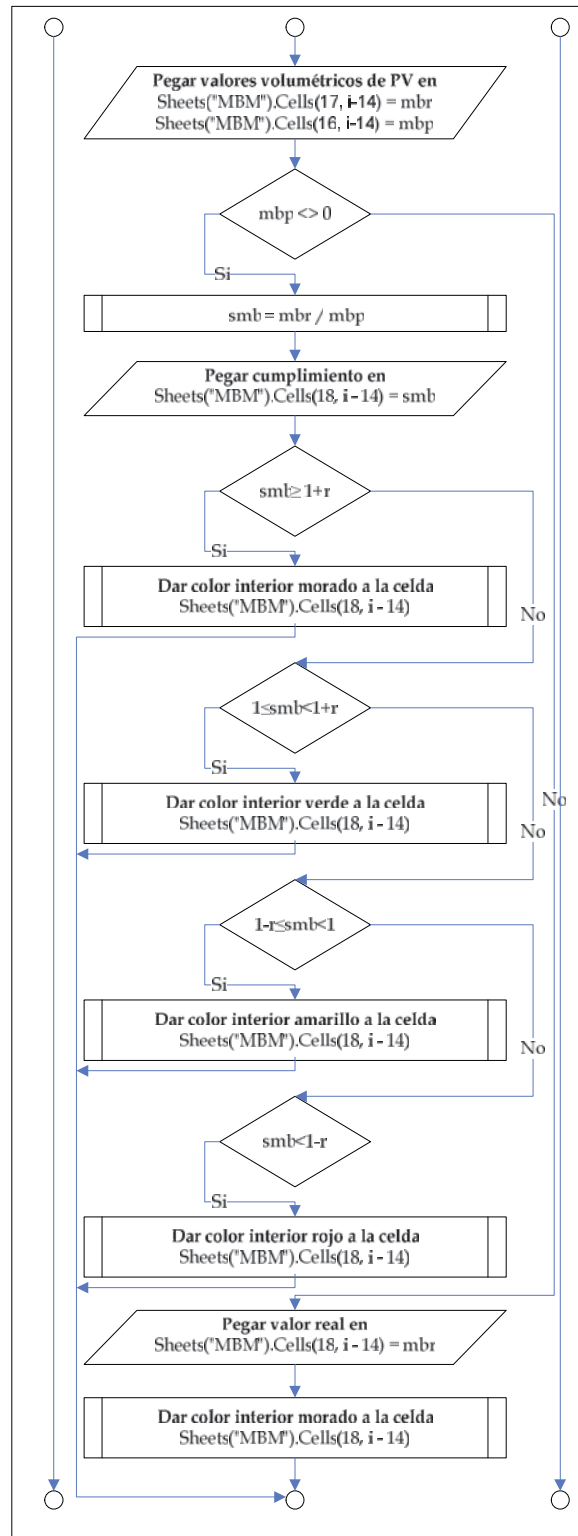 Pegar valores volumétricos de PV en
Sheets("MBM").Cells(17, i-14) = mbr
Sheets("MBM").Cells(16, i-14) = mbp
mbp <> 0
Si
smb = mbr / mbp
Pegar cumplimiento en
Sheets("MBM").Cells(18, i - 14) = smb
smb≥ 1+r
Si
Dar color interior morado a la celda
Sheets("MBM").Cells(18, i - 14)
No
1≤smb<1+r
Si
No
Dar color interior verde a la celda
Sheets("MBM").Cells(18, i - 14)
No
1-r≤smb<1
Si
Dar color interior amarillo a la celda
Sheets("MBM").Cells(18, i - 14)
No
smb<1-r
Si
Dar color interior rojo a la celda
Sheets("MBM").Cells(18, i - 14)
Pegar valor real en
Sheets("MBM").Cells(18, i - 14) = mbr
Dar color interior morado a la celda
Sheets("MBM").Cells(18, i - 14)